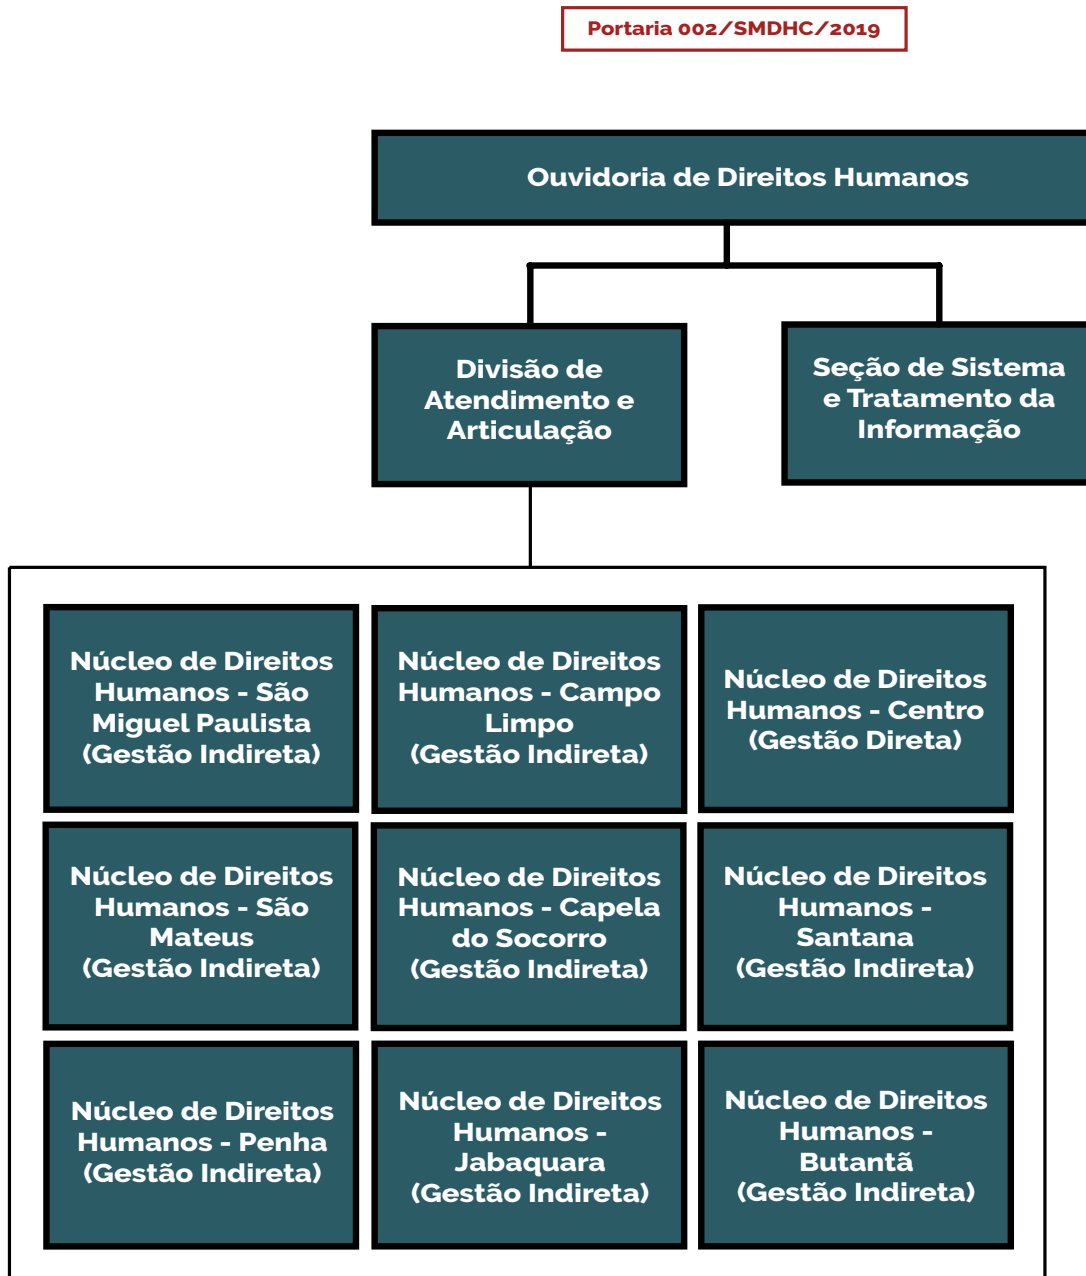 Portaria 002/SMDHC/2019
Ouvidoria de Direitos Humanos
Divisão de
Atendimento e
Articulação
Seção de Sistema
e Tratamento da
Informação
Núcleo de Direitos
Humanos - São
Miguel Paulista
(Gestão Indireta)
Núcleo de Direitos
Humanos - Campo
Limpo
(Gestão Indireta)
Núcleo de Direitos
Humanos - Centro
(Gestão Direta)
Núcleo de Direitos
Humanos - São
Mateus
(Gestão Indireta)
Núcleo de Direitos
Humanos - Capela
do Socorro
(Gestão Indireta)
Núcleo de Direitos
Humanos -
Santana
(Gestão Indireta)
Núcleo de Direitos
Humanos - Penha
(Gestão Indireta)
Núcleo de Direitos
Humanos -
Jabaquara
(Gestão Indireta)
Núcleo de Direitos
Humanos -
Butantã
(Gestão Indireta)